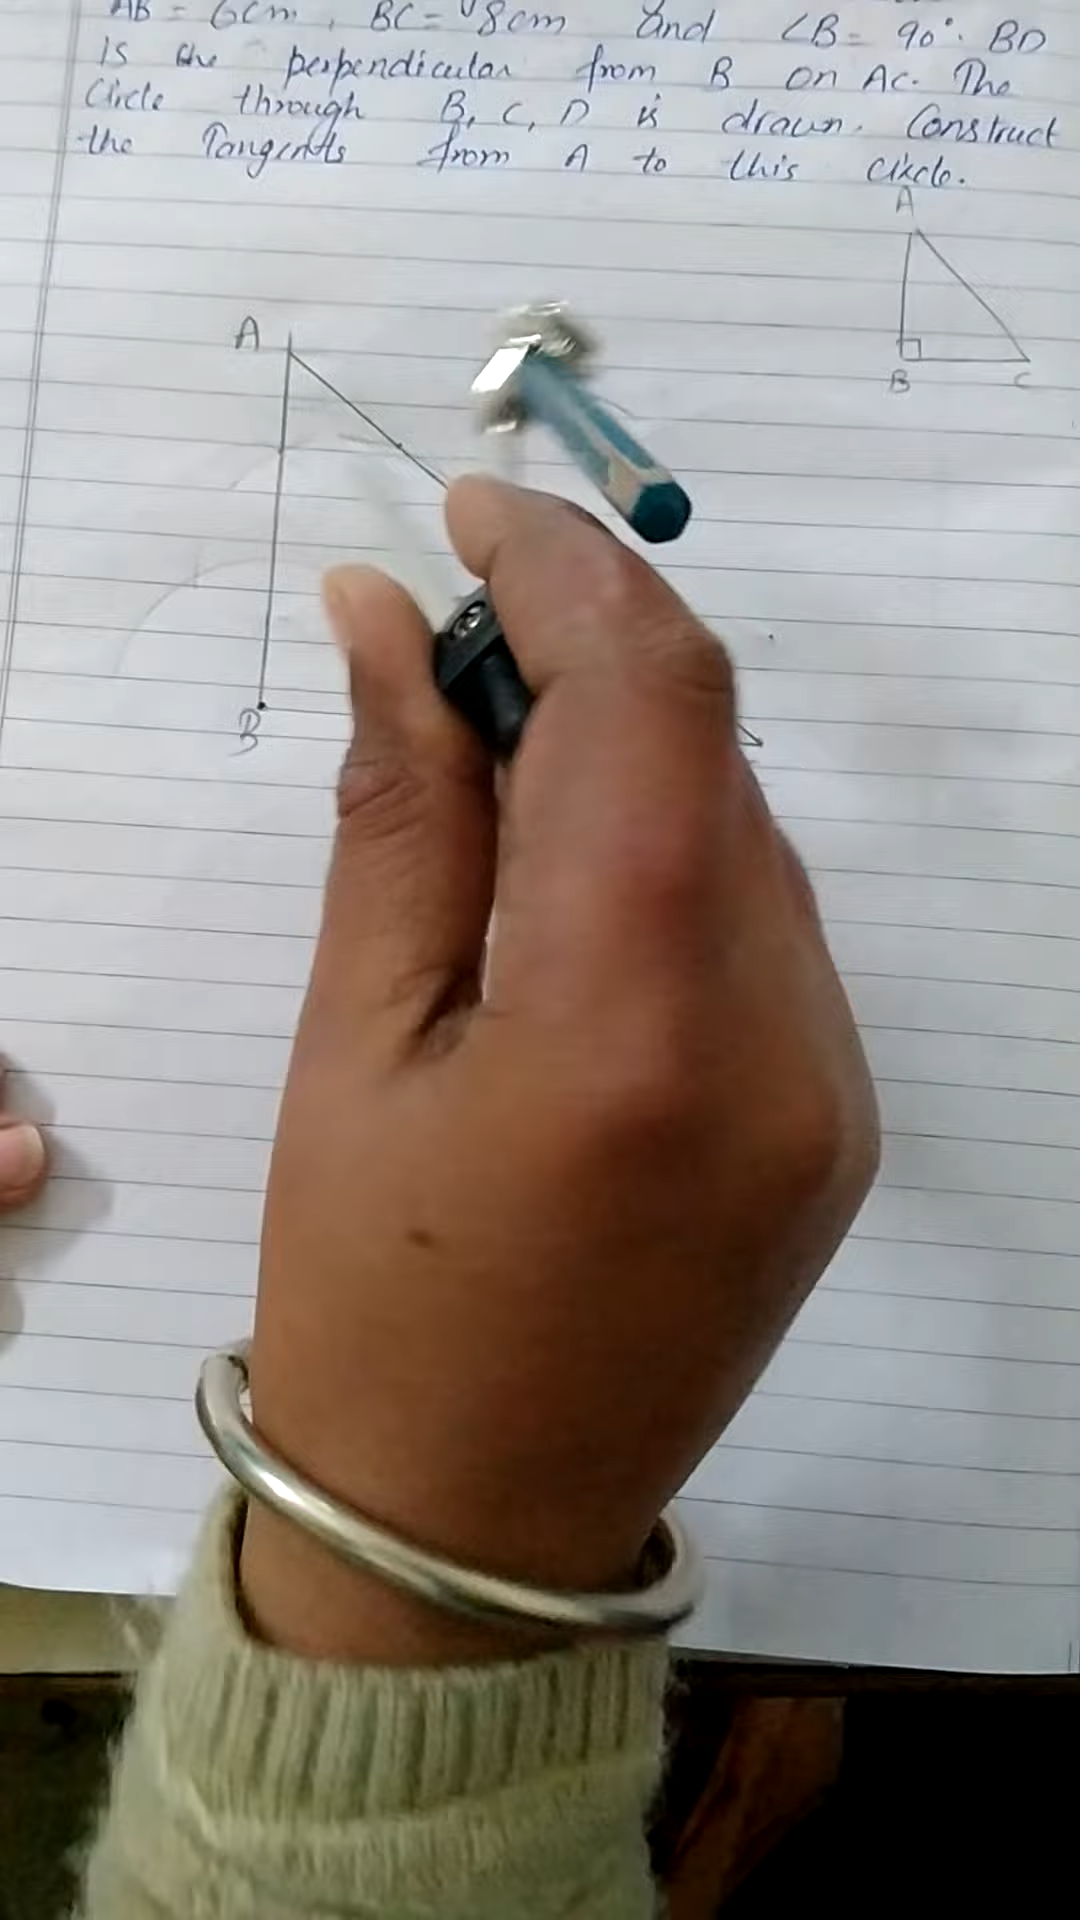 AB = 6cm, BC = 8cm and ∠B = 90°. BD
is the perpendicular from B on AC. The
Circle through B, C, D is drawn. Construct
the Tangents from A to this circle.
A
B
C
A
B